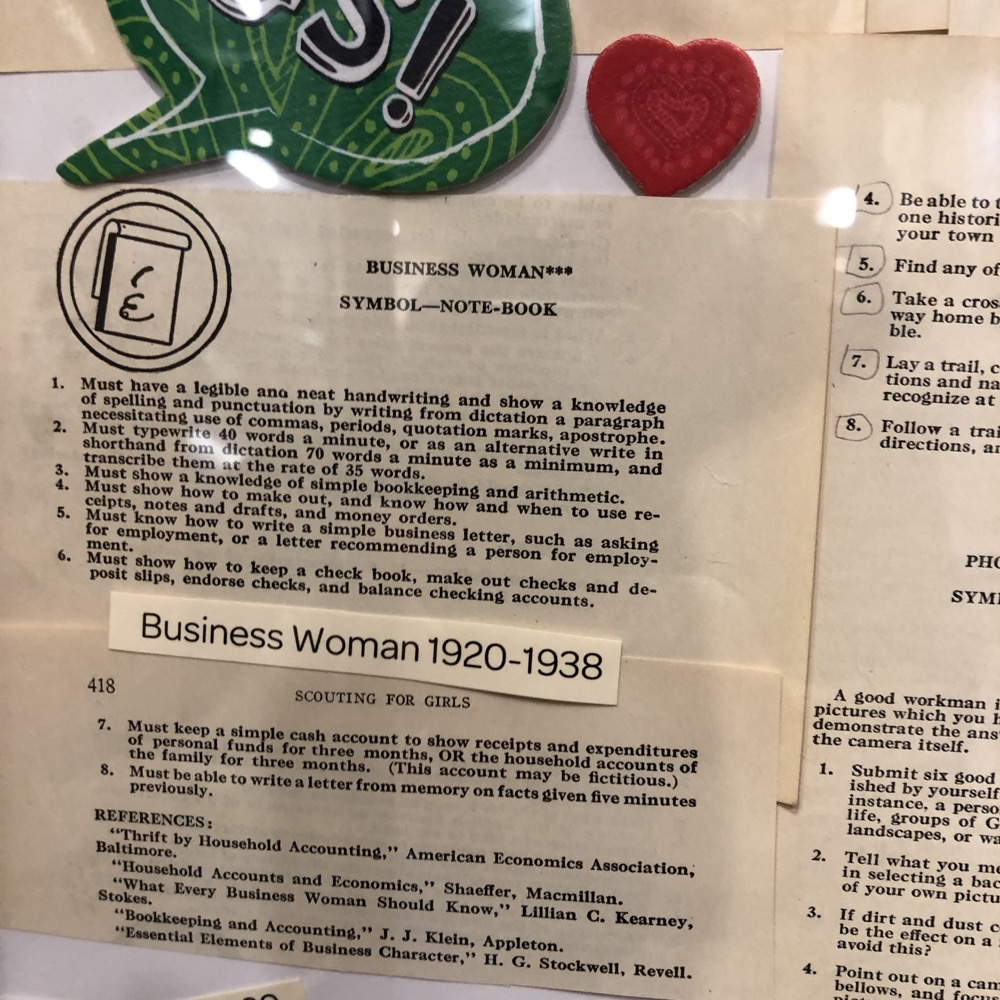 BUSINESS WOMAN***
SYMBOL—NOTE-BOOK
1. Must have a legible and neat handwriting and show a knowledge
of spelling and punctuation by writing from dictation a paragraph
necessitating use of commas, periods, quotation marks, apostrophe.
2. Must typewrite 40 words a minute, or as an alternative write in
shorthand from dictation 70 words a minute as a minimum, and
transcribe them at the rate of 35 words.
3. Must show a knowledge of simple bookkeeping and arithmetic.
4. Must show how to make out, and know how and when to use re-
ceipts, notes and drafts, and money orders.
5. Must know how to write a simple business letter, such as asking
for employment, or a letter recommending a person for employ-
ment.
6. Must show how to keep a check book, make out checks and de-
posit slips, endorse checks, and balance checking accounts.
Business Woman 1920-1938
418
SCOUTING FOR GIRLS
7. Must keep a simple cash account to show receipts and expenditures
of personal funds for three months, OR the household accounts of
the family for three months. (This account may be fictitious.)
8. Must be able to write a letter from memory on facts given five minutes
previously.
REFERENCES:
"Thrift by Household Accounting," American Economics Association,
Baltimore.
"Household Accounts and Economics," Shaeffer, Macmillan.
"What Every Business Woman Should Know," Lillian C. Kearney,
Stokes.
"Bookkeeping and Accounting," J. J. Klein, Appleton.
"Essential Elements of Business Character," H. G. Stockwell, Revell.
4. Be able to
one
your town
5. Find any of
6. Take a
way home
ble.
7. Lay a trail,
tions and
recognize at
8. Follow a
directions,
A good workman
pictures which you
demonstrate the
the camera itself.
1. Submit six good
ished by yourself
instance, a
life, groups of
landscapes, or
2. Tell what you
in selecting a
of your own
3. If dirt and dust
be the effect on a
avoid this?
4. Point out on a
bellows, and